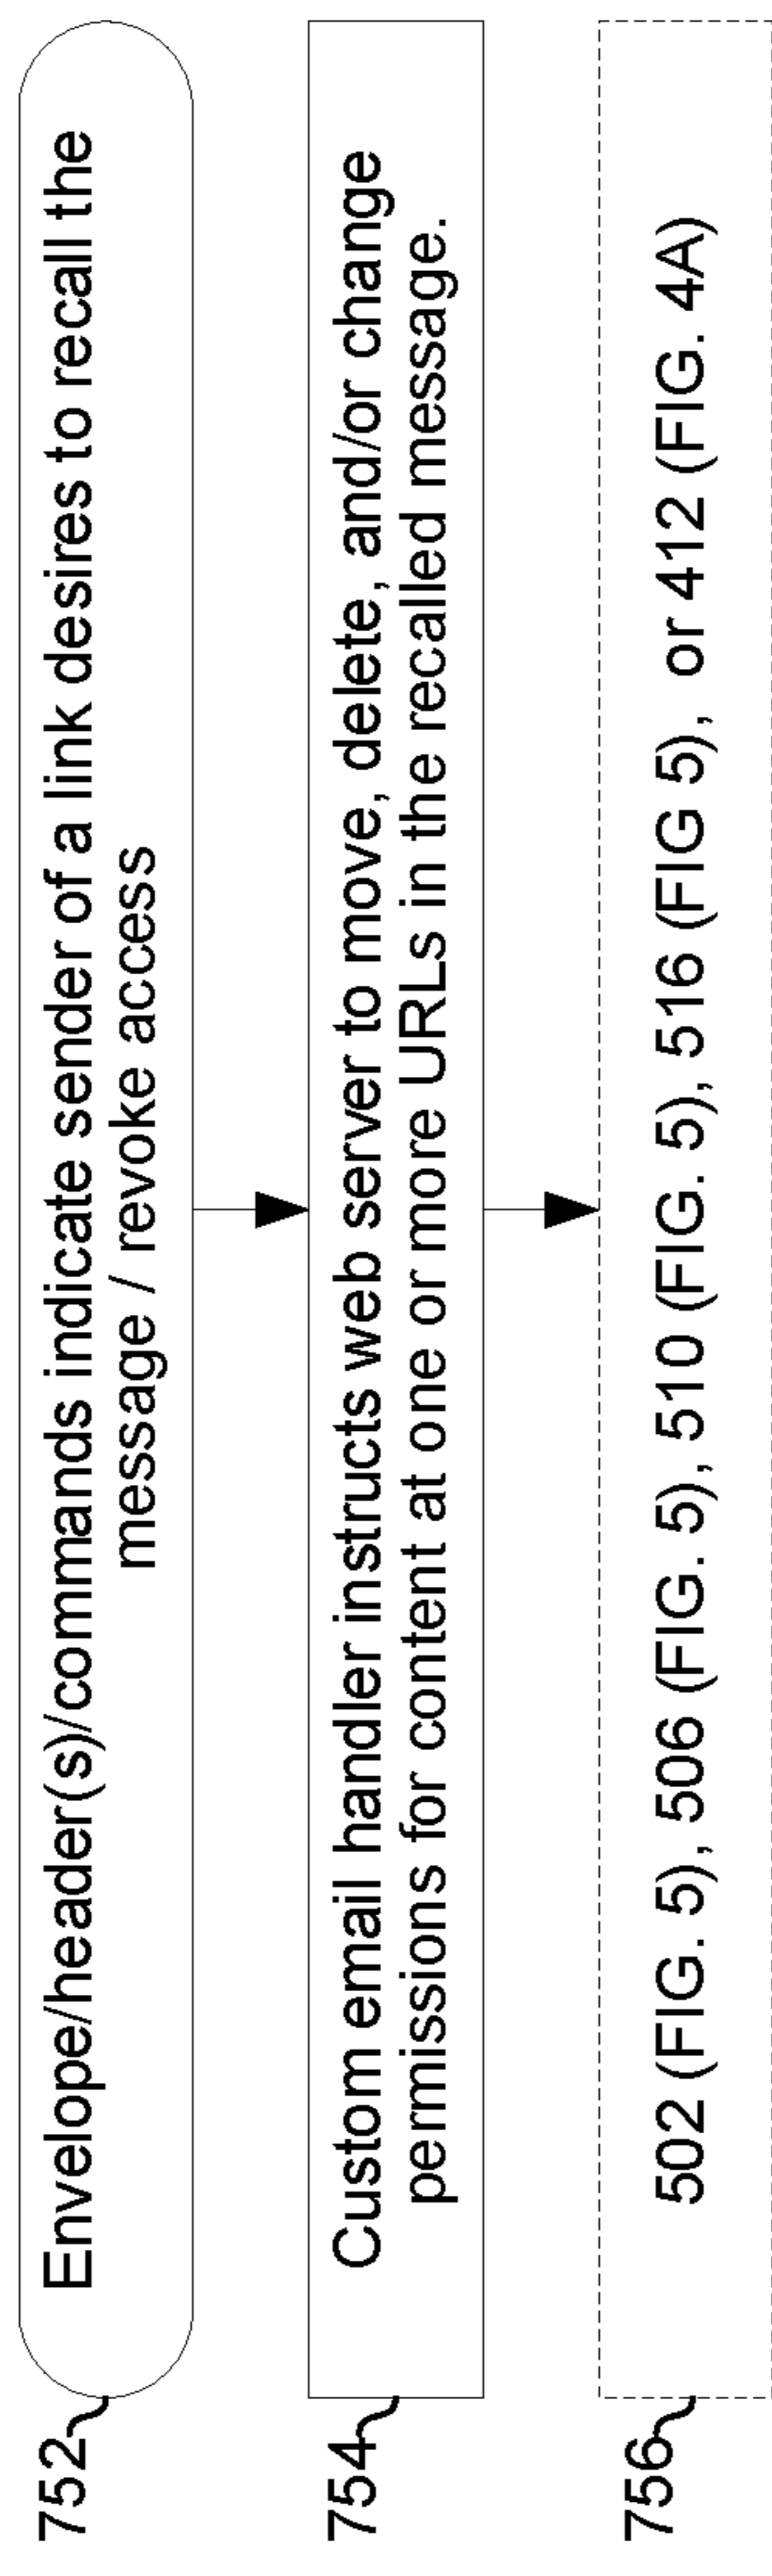 752
Envelope/header(s)/commands indicate sender of a link desires to recall the
message / revoke access
754
Custom email handler instructs web server to move, delete, and/or change
permissions for content at one or more URLs in the recalled message.
756
502 (FIG. 5), 506 (FIG. 5), 510 (FIG. 5), 516 (FIG 5), or 412 (FIG. 4A)